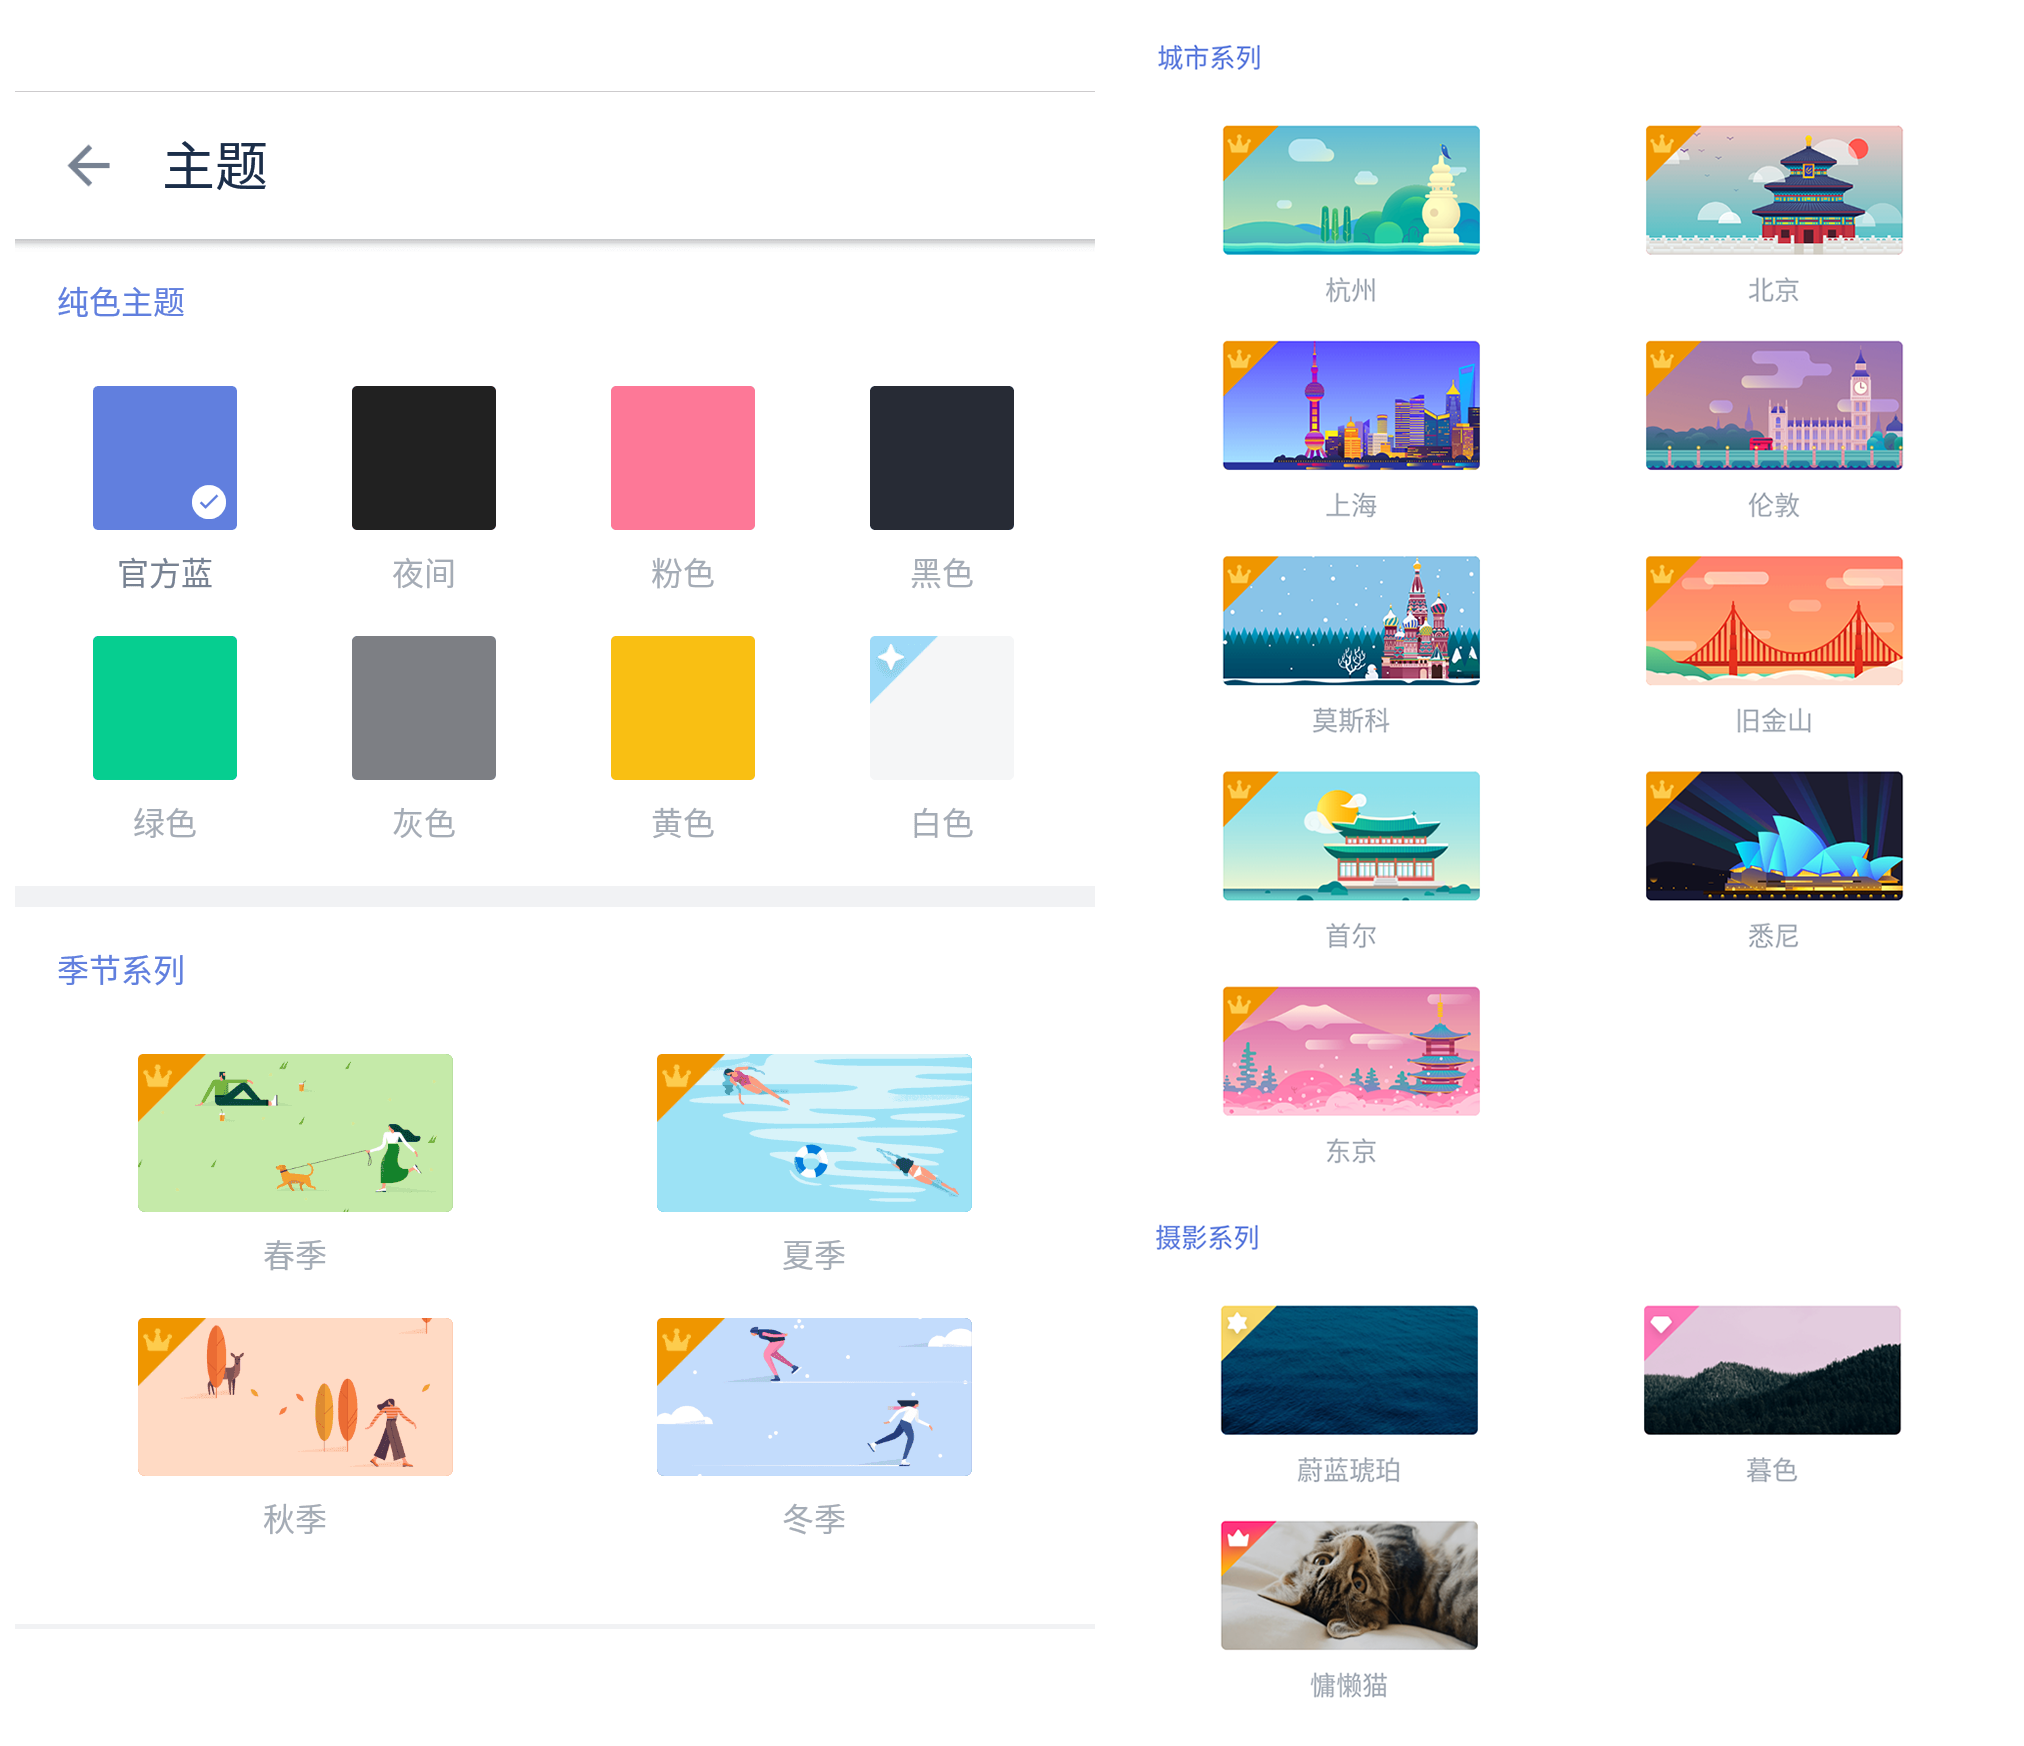 主题
纯色主题
官方蓝
夜间
粉色
黑色
绿色
灰色
黄色
白色
季节系列
春季
夏季
秋季
冬季
城市系列
杭州
北京
上海
伦敦
莫斯科
旧金山
首尔
悉尼
东京
摄影系列
蔚蓝琥珀
暮色
慵懒猫